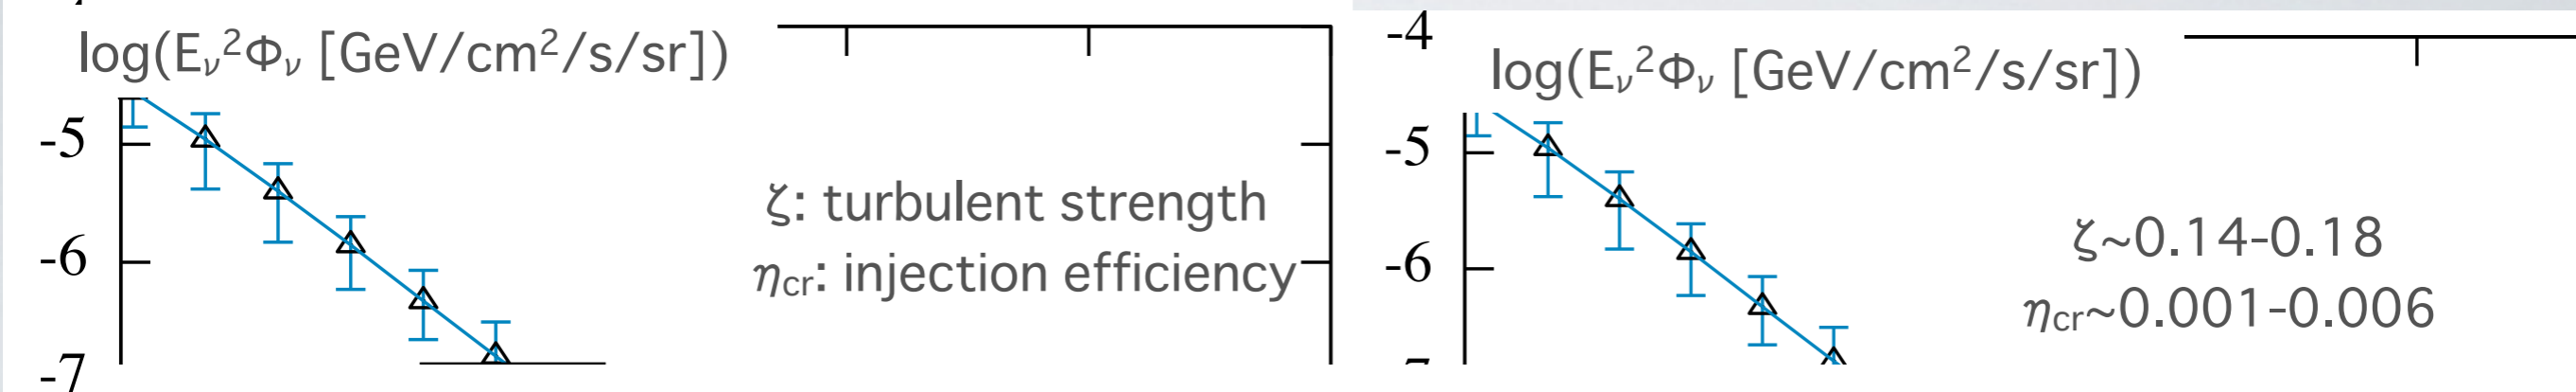 log(Eν²Φν [GeV/cm²/s/sr])
-5
-6
-7
ζ: turbulent strength
ηcr: injection efficiency
-4
log(Eν²Φν [GeV/cm²/s/sr])
-5
-6
ζ~0.14-0.18
ηcr~0.001-0.006